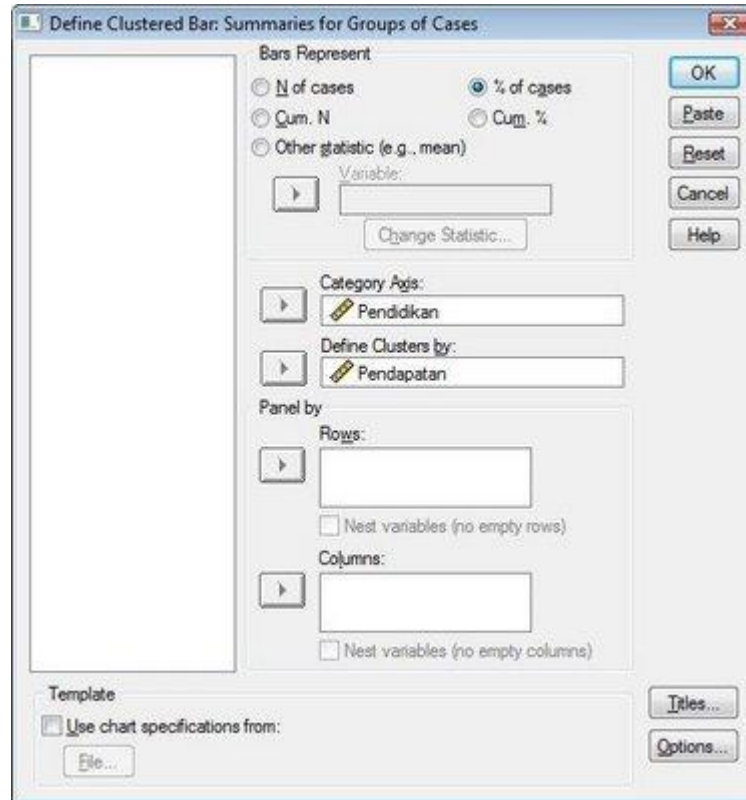 Define Clustered Bar: Summaries for Groups of Cases
Bars Represent
N of cases
% of cases
Cum. N
Cum. %
Other statistic (e.g., mean)
Variable:
Change Statistic...
OK
Paste
Reset
Cancel
Help
Category Axis:
Pendidikan
Define Clusters by:
Pendapatan
Panel by
Rows:
Nest variables (no empty rows)
Columns:
Nest variables (no empty columns)
Template
Use chart specifications from:
File...
Titles...
Options...